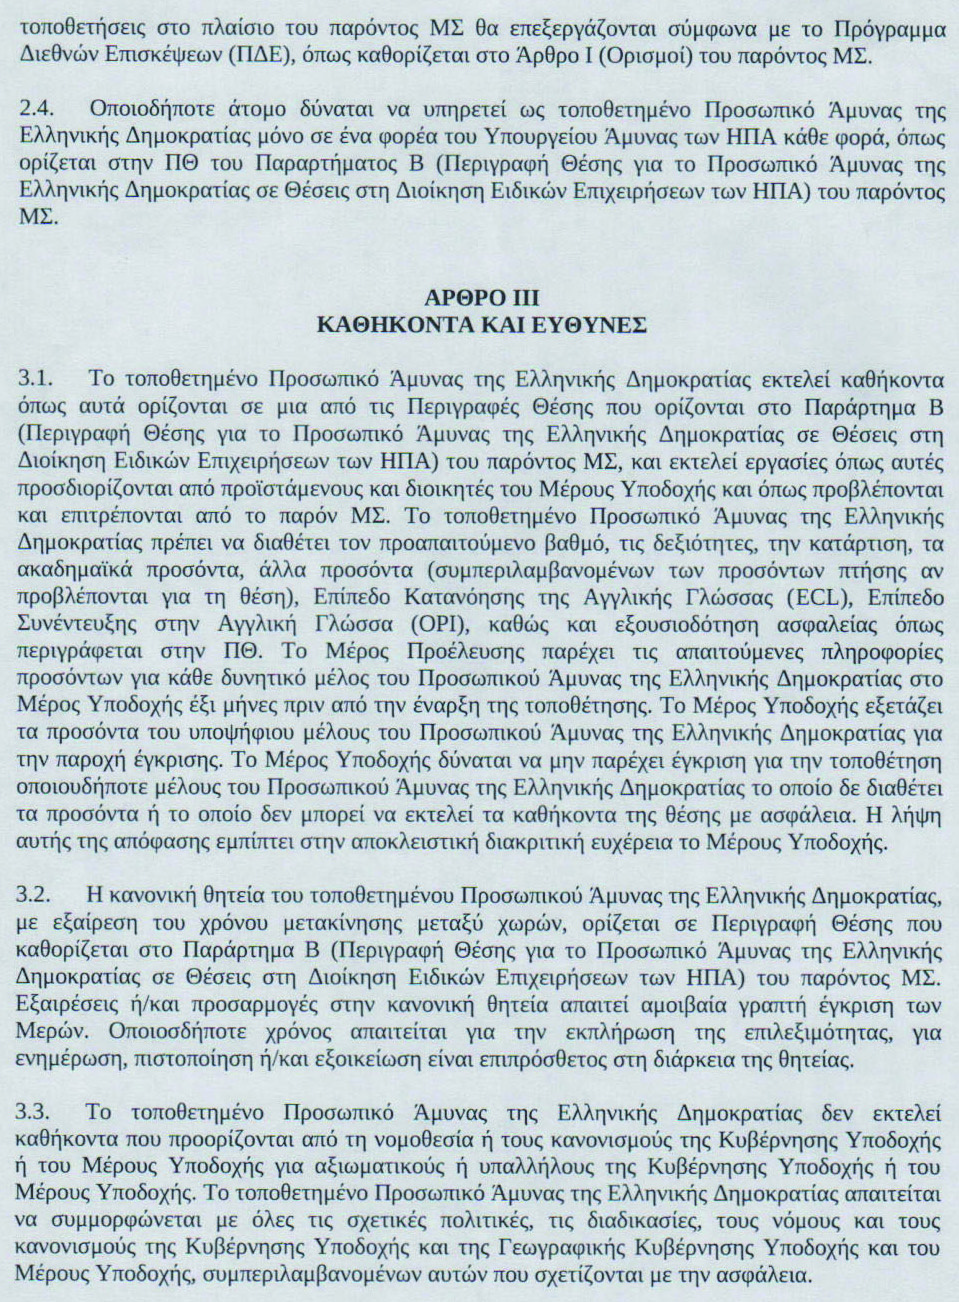 τοποθετήσεις στο πλαίσιο του παρόντος ΜΣ θα επεξεργάζονται σύμφωνα με το Πρόγραμμα
Διεθνών Επισκέψεων (ΠΔΕ), όπως καθορίζεται στο Άρθρο Ι (Ορισμοί) του παρόντος ΜΣ.
2.4. Οποιοδήποτε άτομο δύναται να υπηρετεί ως τοποθετημένο Προσωπικό Άμυνας της
Ελληνικής Δημοκρατίας μόνο σε ένα φορέα του Υπουργείου Άμυνας των ΗΠΑ κάθε φορά, όπως
ορίζεται στην ΠΘ του Παραρτήματος Β (Περιγραφή Θέσης για το Προσωπικό Άμυνας της
Ελληνικής Δημοκρατίας σε Θέσεις στη Διοίκηση Ειδικών Επιχειρήσεων των ΗΠΑ) του παρόντος
ΜΣ.
ΑΡΘΡΟ ΙΙΙ
ΚΑΘΗΚΟΝΤΑ ΚΑΙ ΕΥΘΥΝΕΣ
3.1. Το τοποθετημένο Προσωπικό Άμυνας της Ελληνικής Δημοκρατίας εκτελεί καθήκοντα
όπως αυτά ορίζονται σε μια από τις Περιγραφές Θέσης που ορίζονται στο Παράρτημα Β
(Περιγραφή Θέσης για το Προσωπικό Άμυνας της Ελληνικής Δημοκρατίας σε Θέσεις στη
Διοίκηση Ειδικών Επιχειρήσεων των ΗΠΑ) του παρόντος ΜΣ, και εκτελεί εργασίες όπως αυτές
προσδιορίζονται από προϊστάμενους και διοικητές του Μέρους Υποδοχής και όπως προβλέπονται
και επιτρέπονται από το παρόν ΜΣ. Το τοποθετημένο Προσωπικό Άμυνας της Ελληνικής
Δημοκρατίας πρέπει να διαθέτει τον προαπαιτούμενο βαθμό, τις δεξιότητες, την κατάρτιση, τα
ακαδημαϊκά προσόντα, άλλα προσόντα (συμπεριλαμβανομένων των προσόντων πτήσης αν
προβλέπονται για τη θέση), Επίπεδο Κατανόησης της Αγγλικής Γλώσσας (ECL), Επίπεδο
Συνέντευξης στην Αγγλική Γλώσσα (OPI), καθώς και εξουσιοδότηση ασφαλείας όπως
περιγράφεται στην ΠΘ. Το Μέρος Προέλευσης παρέχει τις απαιτούμενες πληροφορίες
προσόντων για κάθε δυνητικό μέλος του Προσωπικού Άμυνας της Ελληνικής Δημοκρατίας στο
Μέρος Υποδοχής έξι μήνες πριν από την έναρξη της τοποθέτησης. Το Μέρος Υποδοχής εξετάζει
τα προσόντα του υποψήφιου μέλους του Προσωπικού Άμυνας της Ελληνικής Δημοκρατίας για
την παροχή έγκρισης. Το Μέρος Υποδοχής δύναται να μην παρέχει έγκριση για την τοποθέτηση
οποιουδήποτε μέλους του Προσωπικού Άμυνας της Ελληνικής Δημοκρατίας το οποίο δε διαθέτει
τα προσόντα ή το οποίο δεν μπορεί να εκτελεί τα καθήκοντα της θέσης με ασφάλεια. Η λήψη
αυτής της απόφασης εμπίπτει στην αποκλειστική διακριτική ευχέρεια το Μέρους Υποδοχής.
3.2. Η κανονική θητεία του τοποθετημένου Προσωπικού Άμυνας της Ελληνικής Δημοκρατίας,
με εξαίρεση του χρόνου μετακίνησης μεταξύ χωρών, ορίζεται σε Περιγραφή Θέσης που
καθορίζεται στο Παράρτημα Β (Περιγραφή Θέσης για το Προσωπικό Άμυνας της Ελληνικής
Δημοκρατίας σε Θέσεις στη Διοίκηση Ειδικών Επιχειρήσεων των ΗΠΑ) του παρόντος ΜΣ.
Εξαιρέσεις ή/και προσαρμογές στην κανονική θητεία απαιτεί αμοιβαία γραπτή έγκριση των
Μερών. Οποιοσδήποτε χρόνος απαιτείται για την εκπλήρωση της επιλεξιμότητας, για
ενημέρωση, πιστοποίηση ή/και εξοικείωση είναι επιπρόσθετος στη διάρκεια της θητείας.
3.3. Το τοποθετημένο Προσωπικό Άμυνας της Ελληνικής Δημοκρατίας δεν εκτελεί
καθήκοντα που προορίζονται από τη νομοθεσία ή τους κανονισμούς της Κυβέρνησης Υποδοχής
ή του Μέρους Υποδοχής για αξιωματικούς ή υπαλλήλους της Κυβέρνησης Υποδοχής ή του
Μέρους Υποδοχής. Το τοποθετημένο Προσωπικό Άμυνας της Ελληνικής Δημοκρατίας απαιτείται
να συμμορφώνεται με όλες τις σχετικές πολιτικές, τις διαδικασίες, τους νόμους και τους
κανονισμούς της Κυβέρνησης Υποδοχής και της Γεωγραφικής Κυβέρνησης Υποδοχής και του
Μέρους Υποδοχής, συμπεριλαμβανομένων αυτών που σχετίζονται με την ασφάλεια.